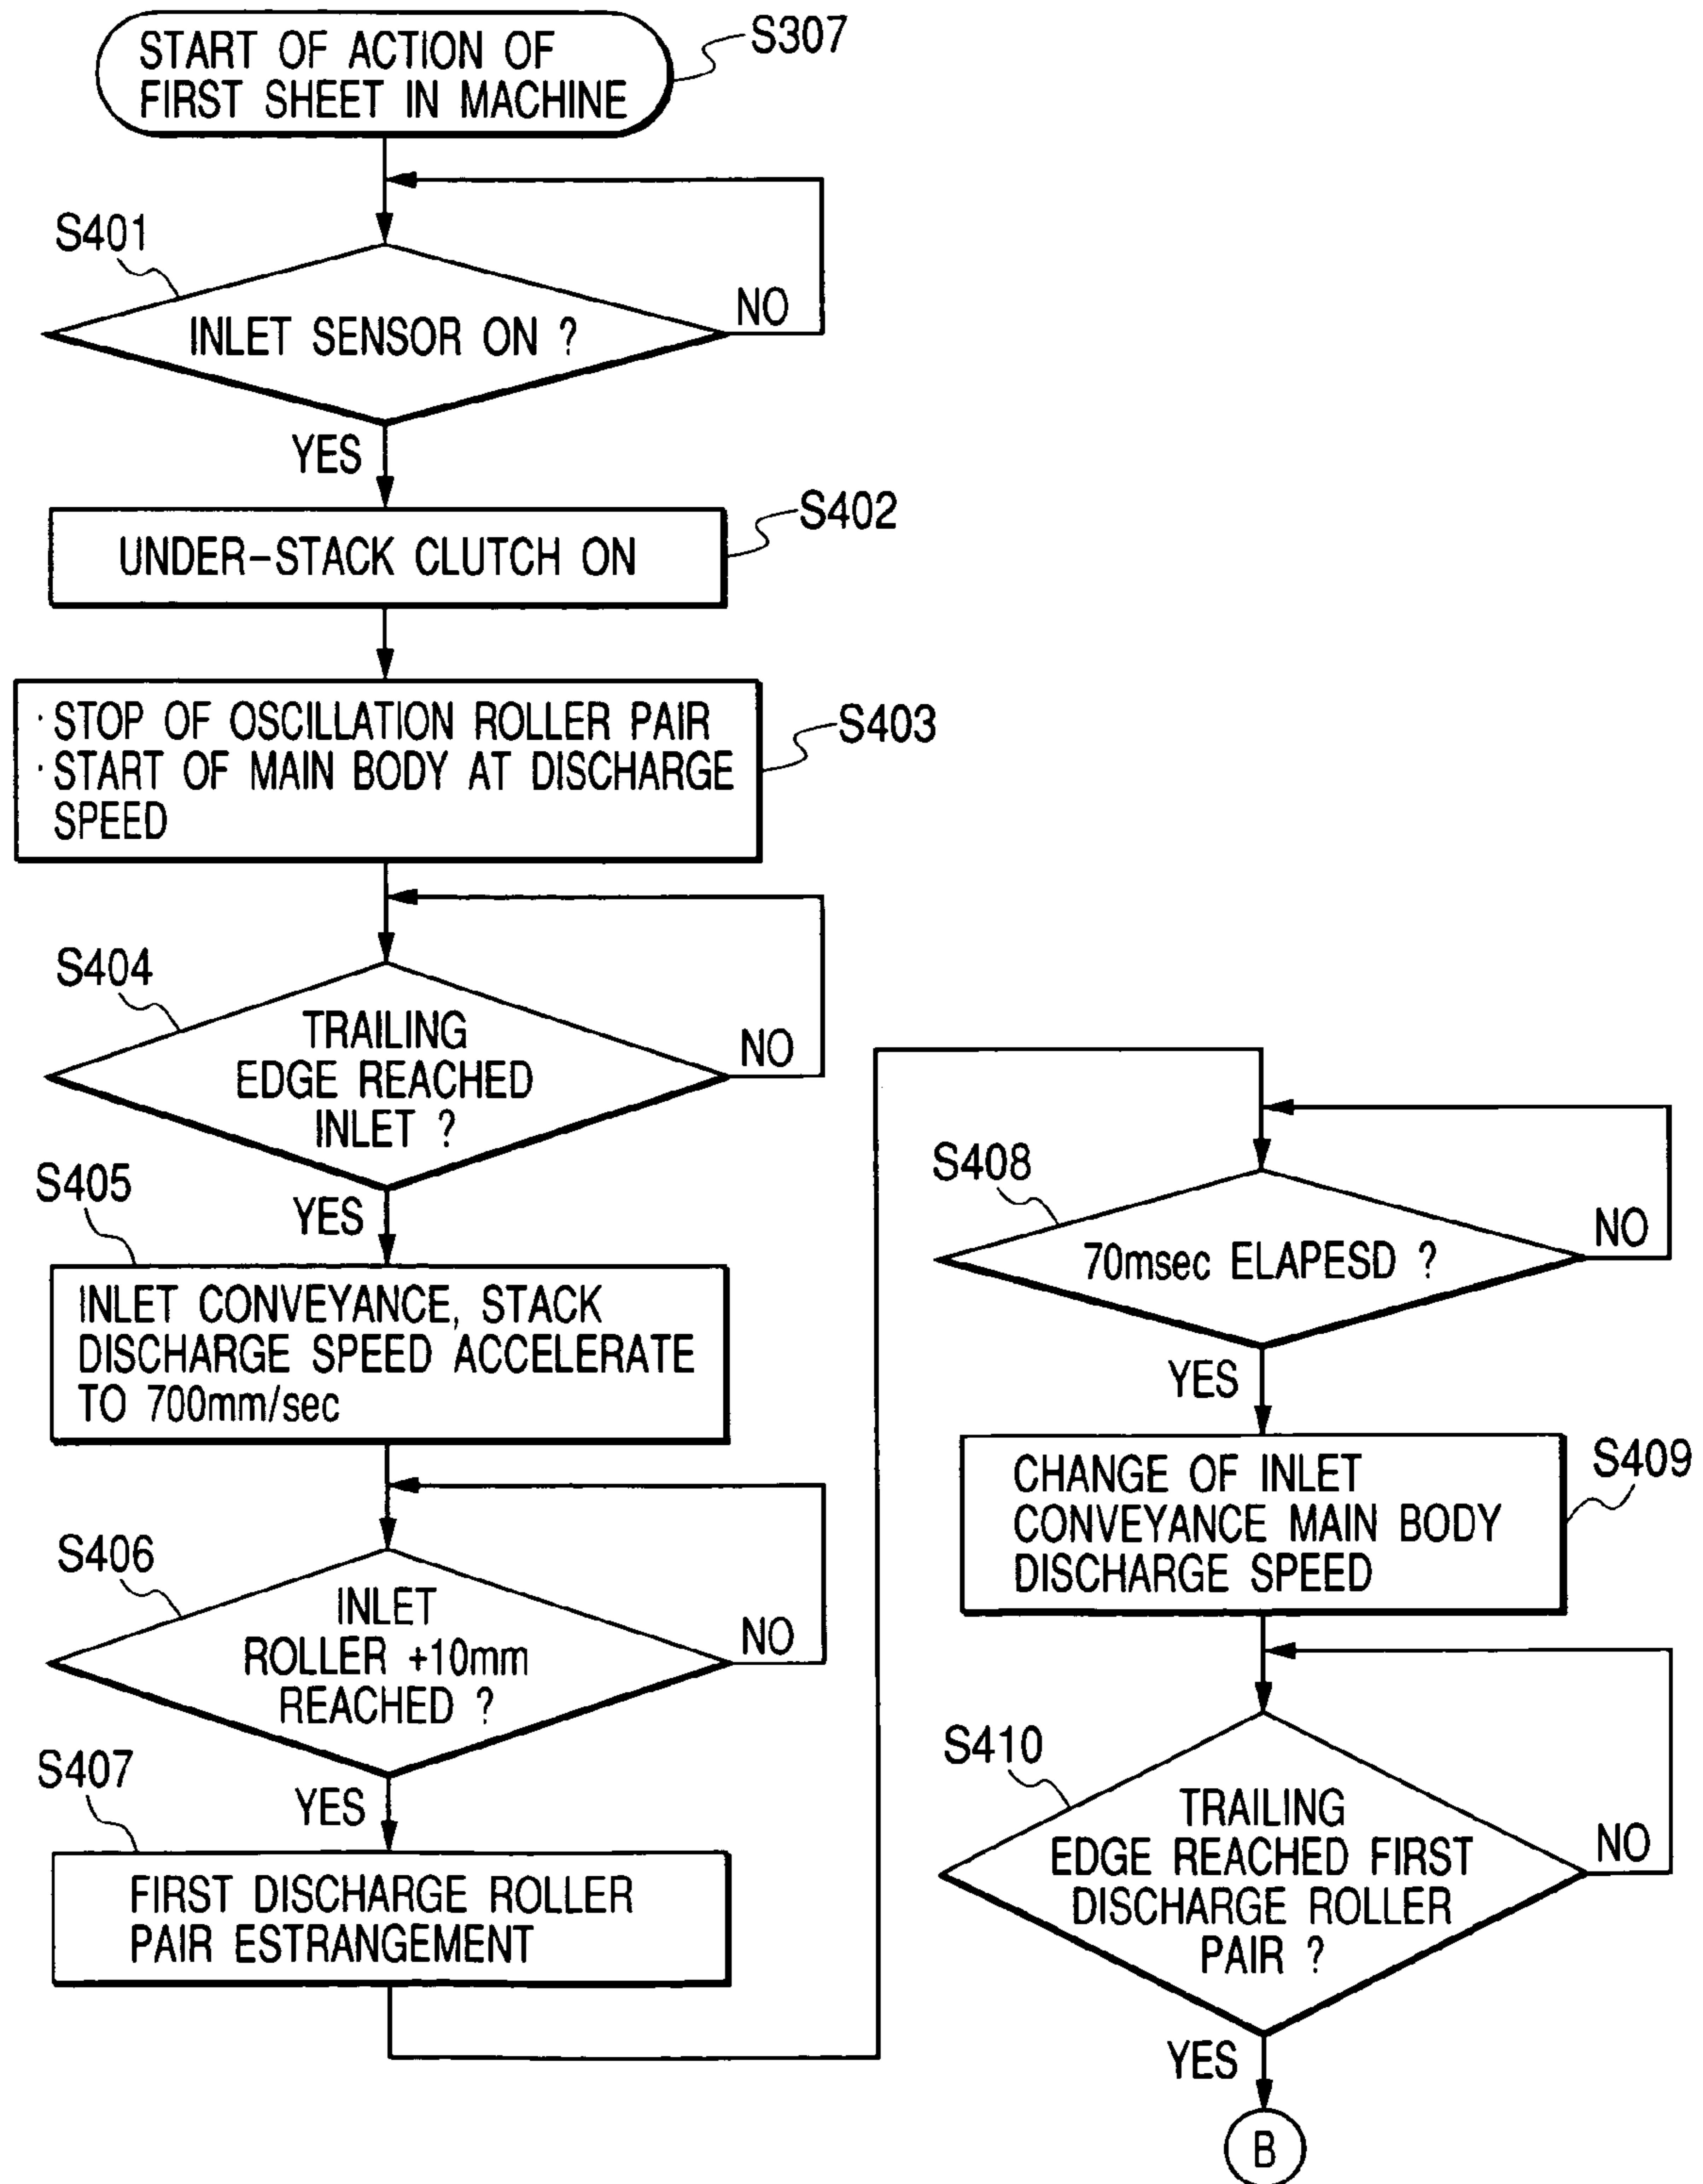 START OF ACTION OF
FIRST SHEET IN MACHINE
S307
S401
INLET SENSOR ON ?
NO
YES
UNDER-STACK CLUTCH ON
S402
·STOP OF OSCILLATION ROLLER PAIR
·START OF MAIN BODY AT DISCHARGE
SPEED
S403
S404
TRAILING
EDGE REACHED
INLET ?
NO
YES
S405
INLET CONVEYANCE, STACK
DISCHARGE SPEED ACCELERATE
TO 700mm/sec
S406
INLET
ROLLER +10mm
REACHED ?
NO
YES
S407
FIRST DISCHARGE ROLLER
PAIR ESTRANGEMENT
S408
70msec ELAPESD ?
NO
YES
CHANGE OF INLET
CONVEYANCE MAIN BODY
DISCHARGE SPEED
S409
S410
TRAILING
EDGE REACHED FIRST
DISCHARGE ROLLER
PAIR ?
NO
YES
B